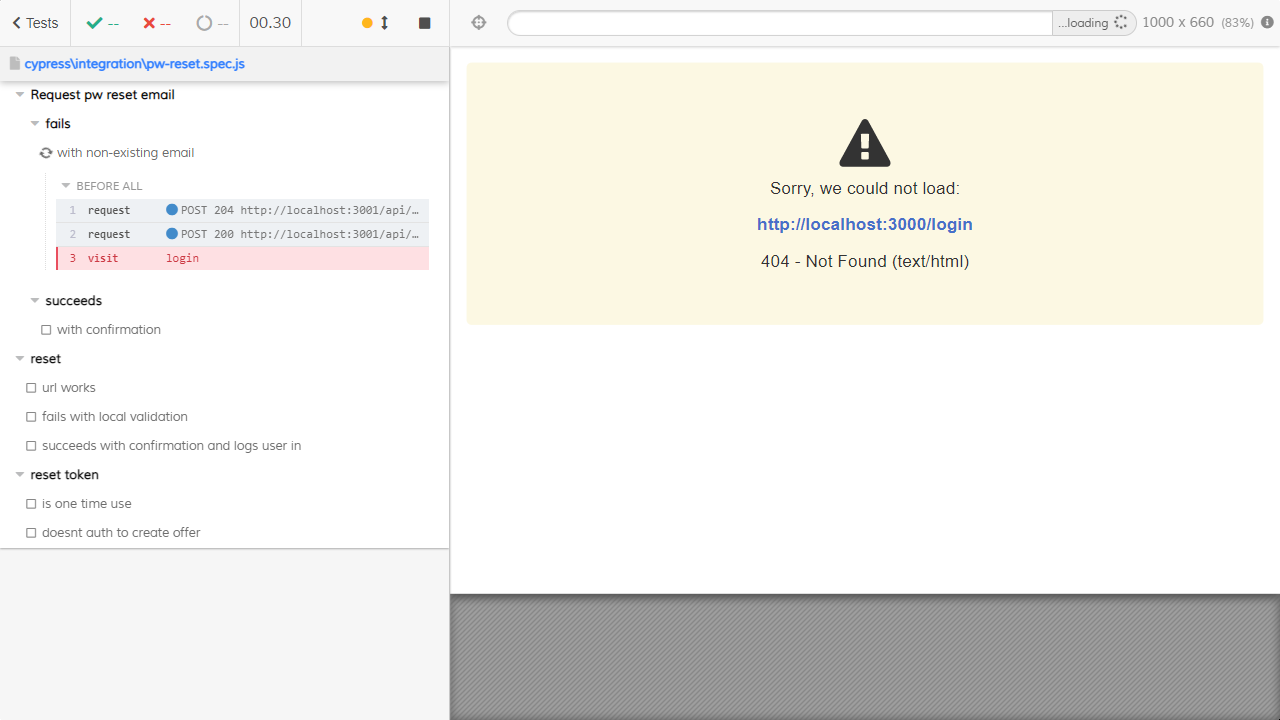 Tests -- -- -- 00.30 ...loading 1000 x 660 (83%)
cypress\integration\pw-reset.spec.js
Request pw reset email
fails
with non-existing email
BEFORE ALL
1 request POST 204 http://localhost:3001/api/…
2 request POST 200 http://localhost:3001/api/…
3 visit login
succeeds
with confirmation
reset
url works
fails with local validation
succeeds with confirmation and logs user in
reset token
is one time use
doesnt auth to create offer
Sorry, we could not load:
http://localhost:3000/login
404 - Not Found (text/html)